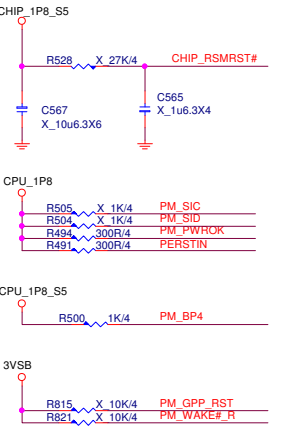 CHIP_1P8_S5
R528 X_27K/4 CHIP_RSMRST#
C567
X_10u6.3X6
C565
X_1u6.3X4
CPU_1P8
R505 X_1K/4 PM_SIC
R504 X_1K/4 PM_SID
R494 300R/4 PM_PWROK
R491 300R/4 PERSTIN
CPU_1P8_S5
R500 1K/4 PM_BP4
3VSB
R815 X_10K/4 PM_GPP_RST
R821 X_10K/4 PM_WAKE#_R